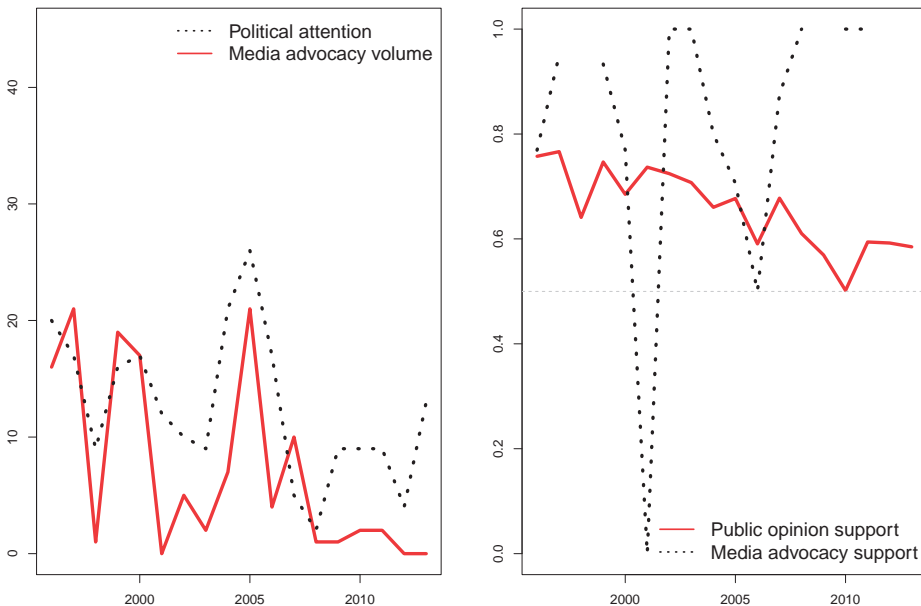 Political attention
Media advocacy volume
40
30
20
10
0
2000 2005 2010
1.0
0.8
0.6
0.4
0.2
0.0
Public opinion support
Media advocacy support
2000 2005 2010